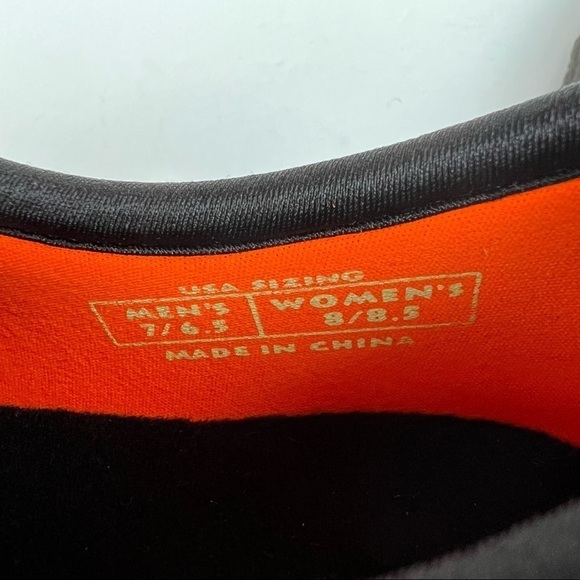 USA SIZING
MEN'S WOMEN'S
7/6.5 8/8.5
MADE IN CHINA